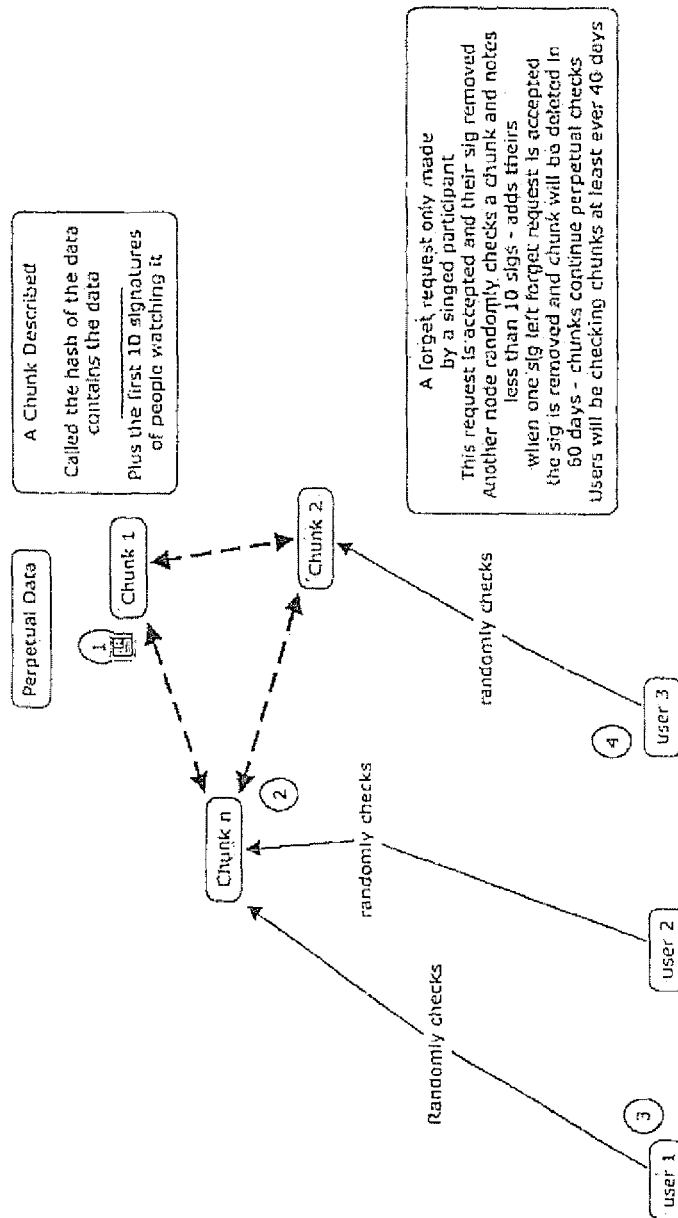 Perpetual Data
A Chunk Described
Called the hash of the data
contains the data
Plus the first 10 signatures
of people watching it
1
Chunk 1
Chunk n
2
Chunk 2
Randomly checks
randomly checks
randomly checks
A forget request only made
by a singed participant
This request is accepted and their sig removed
Another node randomly checks a chunk and notes
less than 10 sigs - adds theirs
when one sig left forget request is accepted
the sig is removed and chunk will be deleted in
60 days - chunks continue perpetual checks
Users will be checking chunks at least ever 40 days
3
4
user 1
user 2
user 3